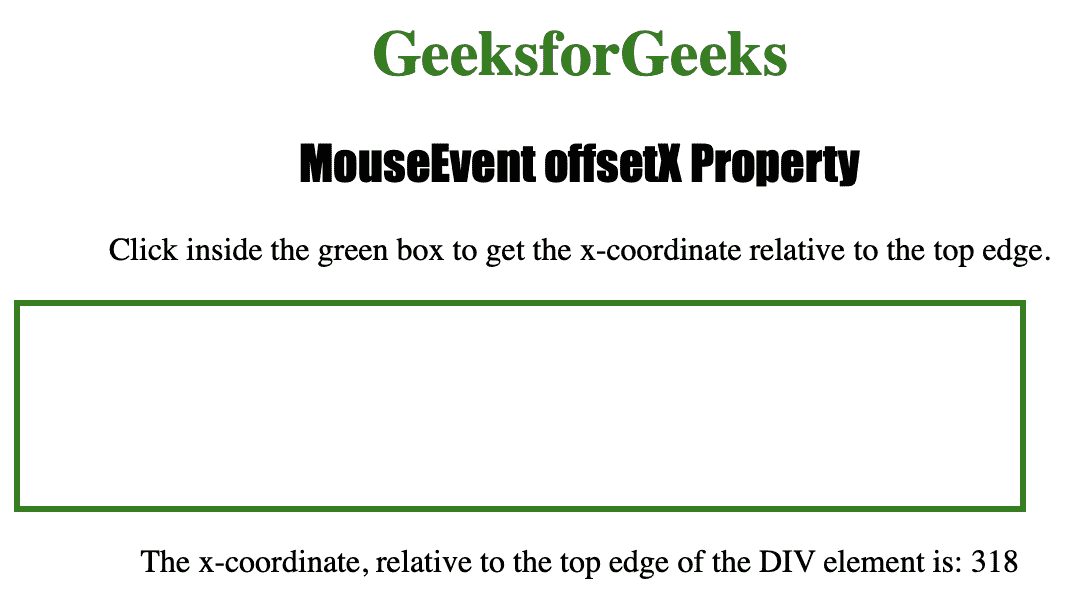 GeeksforGeeks
MouseEvent offsetX Property
Click inside the green box to get the x-coordinate relative to the top edge.
The x-coordinate, relative to the top edge of the DIV element is: 318